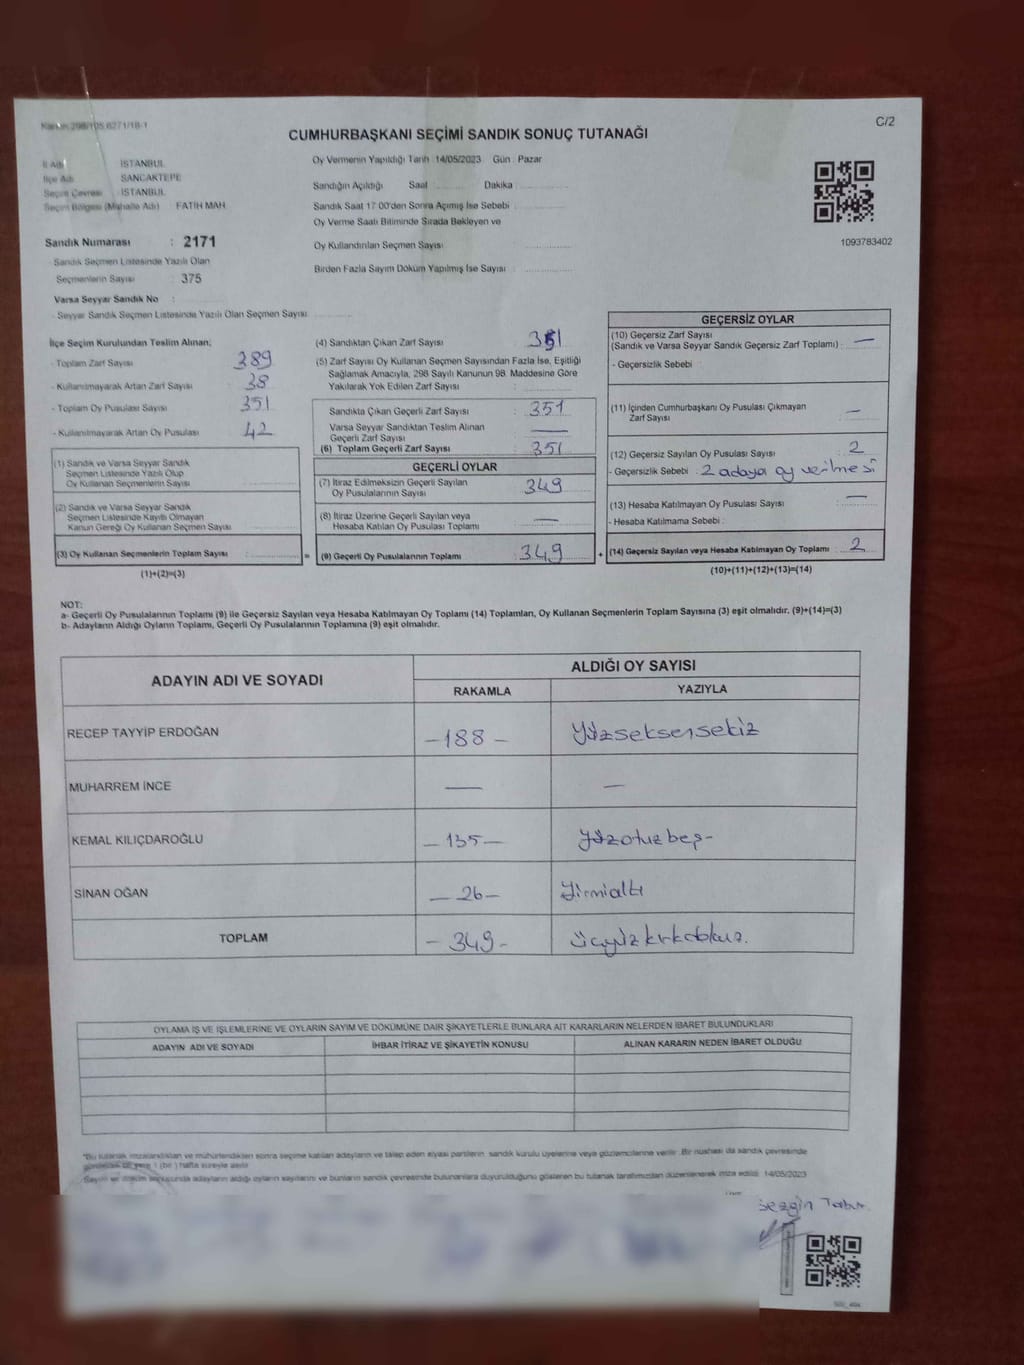 C/2
CUMHURBAŞKANI SEÇİMİ SANDIK SONUÇ TUTANAĞI
İl Adı : İSTANBUL
İlçe Adı : SANCAKTEPE
Seçim Çevresi : İSTANBUL
Seçim Bölgesi (Mahalle Adı) : FATİH MAH
Sandık Numarası : 2171
- Sandık Seçmen Listesinde Yazılı Olan
Seçmenlerin Sayısı : 375
Varsa Seyyar Sandık No :
- Seyyar Sandık Seçmen Listesinde Yazılı Olan Seçmen Sayısı
Oy Vermenin Yapıldığı Tarih : 14/05/2023 Gün : Pazar
Sandığın Açıldığı Saat Dakika
Sandık Saat 17:00'den Sonra Açılmış İse Sebebi
Oy Verme Saati Bitiminde Sırada Bekleyen ve
Oy Kullandırılan Seçmen Sayısı
Birden Fazla Sayım Döküm Yapılmış İse Sayısı :
1093783402
İlçe Seçim Kurulundan Teslim Alınan;
- Toplam Zarf Sayısı : 389
- Kullanılmayarak Artan Zarf Sayısı : 38
- Toplam Oy Pusulası Sayısı : 351
- Kullanılmayarak Artan Oy Pusulası : 42
(1) Sandık ve Varsa Seyyar Sandık
Seçmen Listesinde Yazılı Olup
Oy Kullanan Seçmenlerin Sayısı :
(2) Sandık ve Varsa Seyyar Sandık
Seçmen Listesinde Kayıtlı Olmayan
Kanun Gereği Oy Kullanan Seçmen Sayısı
(3) Oy Kullanan Seçmenlerin Toplam Sayısı :
(1)+(2)=(3)
(4) Sandıktan Çıkan Zarf Sayısı : 351
(5) Zarf Sayısı Oy Kullanan Seçmen Sayısından Fazla İse, Eşitliği
Sağlamak Amacıyla, 298 Sayılı Kanunun 98. Maddesine Göre
Yakılarak Yok Edilen Zarf Sayısı :
Sandıkta Çıkan Geçerli Zarf Sayısı : 351
Varsa Seyyar Sandıktan Teslim Alınan
Geçerli Zarf Sayısı : —
(6) Toplam Geçerli Zarf Sayısı : 351
GEÇERLİ OYLAR
(7) İtiraz Edilmeksizin Geçerli Sayılan
Oy Pusulalarının Sayısı : 349
(8) İtiraz Üzerine Geçerli Sayılan veya
Hesaba Katılan Oy Pusulası Toplamı : —
(9) Geçerli Oy Pusulalarının Toplamı : 349
GEÇERSİZ OYLAR
(10) Geçersiz Zarf Sayısı
(Sandık ve Varsa Seyyar Sandık Geçersiz Zarf Toplamı) : —
- Geçersizlik Sebebi
(11) İçinden Cumhurbaşkanı Oy Pusulası Çıkmayan
Zarf Sayısı : —
(12) Geçersiz Sayılan Oy Pusulası Sayısı : 2
- Geçersizlik Sebebi : 2 adaya oy verilmesi
(13) Hesaba Katılmayan Oy Pusulası Sayısı : —
- Hesaba Katılmama Sebebi :
(14) Geçersiz Sayılan veya Hesaba Katılmayan Oy Toplamı : 2
(10)+(11)+(12)+(13)=(14)
NOT:
a- Geçerli Oy Pusulalarının Toplamı (9) ile Geçersiz Sayılan veya Hesaba Katılmayan Oy Toplamı (14) Toplamları, Oy Kullanan Seçmenlerin Toplam Sayısına (3) eşit olmalıdır. (9)+(14)=(3)
b- Adayların Aldığı Oyların Toplamı, Geçerli Oy Pusulalarının Toplamına (9) eşit olmalıdır.
ADAYIN ADI VE SOYADI
ALDIĞI OY SAYISI
RAKAMLA YAZIYLA
RECEP TAYYİP ERDOĞAN – 188 – Yüzseksensekiz
MUHARREM İNCE — —
KEMAL KILIÇDAROĞLU – 135 – Yüzotuzbeş-
SİNAN OĞAN – 26 – Yirmialtı
TOPLAM – 349 – üçyüzkırkdokuz.
OYLAMA İŞ VE İŞLEMLERİNE VE OYLARIN SAYIM VE DÖKÜMÜNE DAİR ŞİKAYETLERLE BUNLARA AİT KARARLARIN NELERDEN İBARET BULUNDUKLARI
ADAYIN ADI VE SOYADI İHBAR İTİRAZ VE ŞİKAYETİN KONUSU ALINAN KARARIN NEDEN İBARET OLDUĞU
*Bu tutanak imzalandıktan ve mühürlendikten sonra seçime katılan adayların ve talep eden siyasi partilerin sandık kurulu üyelerine veya gözlemcilerine verilir. Bir nüshası da sandık çevresinde
görülecek bir yere 1 (bir) hafta süreyle asılır
Sayım ve döküm sonucunda adayların aldığı oyların sayılarını ve bunların sandık çevresinde bulunanlara duyurulduğunu gösteren bu tutanak tarafımızdan düzenlenerek imza edildi. 14/05/2023
Sezgin